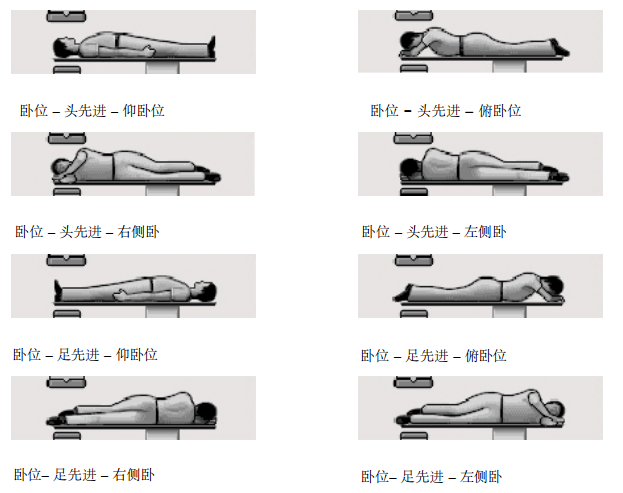 卧位 – 头先进 – 仰卧位
卧位 – 头先进 – 俯卧位
卧位 – 头先进 – 右侧卧
卧位 – 头先进 – 左侧卧
卧位 – 足先进 – 仰卧位
卧位 – 足先进 – 俯卧位
卧位– 足先进 – 右侧卧
卧位– 足先进 – 左侧卧